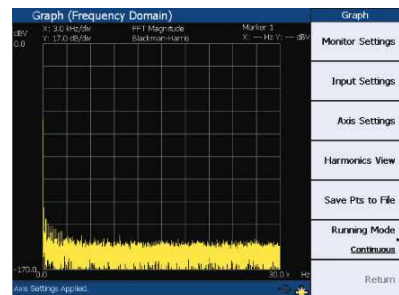 Graph (Frequency Domain)
Graph
dBV
X: 3.0 kHz/div
FFT Magnitude
Marker 1
0.0
Y: 17.0 dB/div
Blackman-Harris
X: --- Hz Y: --- dBV
Monitor Settings
Input Settings
Axis Settings
Harmonics View
Save Pts to File
Running Mode
Continuous
Return
-170.0
0.0
30.0 k
Hz
Axis Settings Applied.